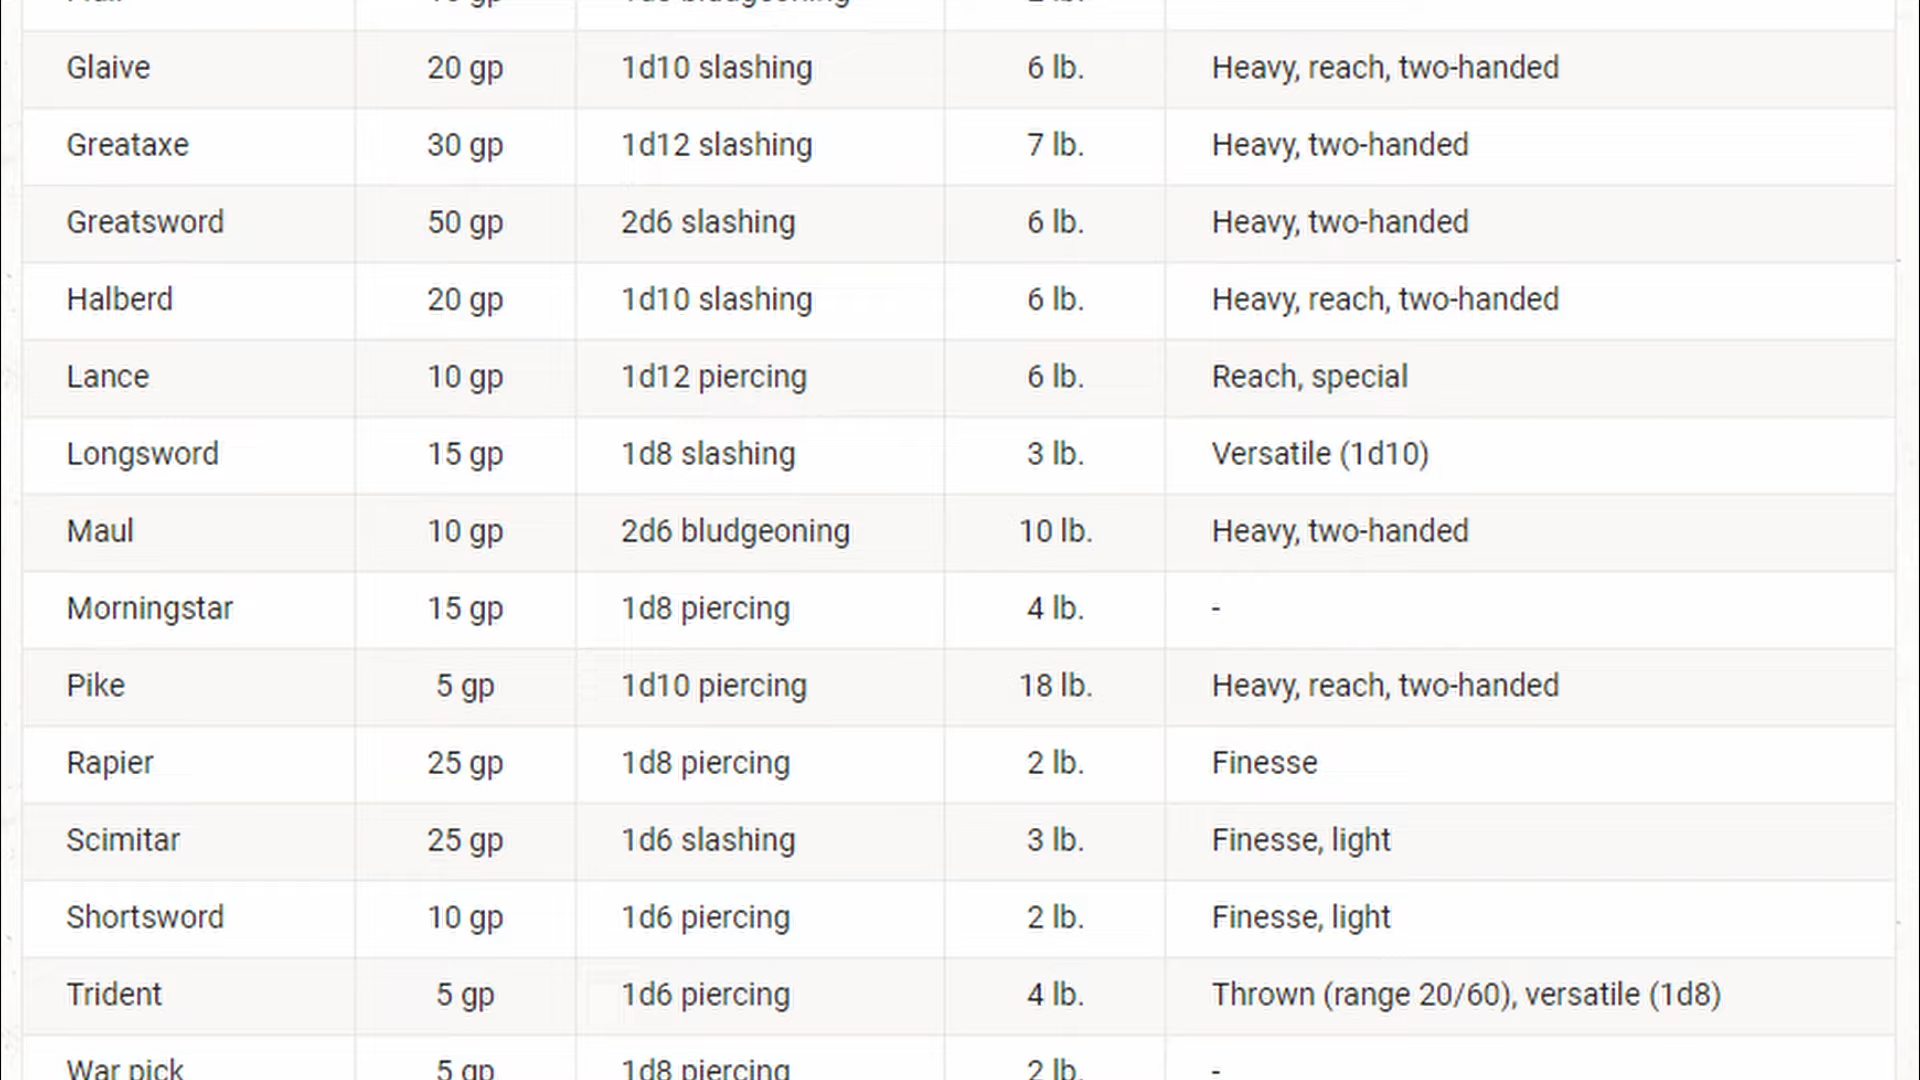 Glaive 20 gp 1d10 slashing 6 lb. Heavy, reach, two-handed
Greataxe 30 gp 1d12 slashing 7 lb. Heavy, two-handed
Greatsword 50 gp 2d6 slashing 6 lb. Heavy, two-handed
Halberd 20 gp 1d10 slashing 6 lb. Heavy, reach, two-handed
Lance 10 gp 1d12 piercing 6 lb. Reach, special
Longsword 15 gp 1d8 slashing 3 lb. Versatile (1d10)
Maul 10 gp 2d6 bludgeoning 10 lb. Heavy, two-handed
Morningstar 15 gp 1d8 piercing 4 lb. -
Pike 5 gp 1d10 piercing 18 lb. Heavy, reach, two-handed
Rapier 25 gp 1d8 piercing 2 lb. Finesse
Scimitar 25 gp 1d6 slashing 3 lb. Finesse, light
Shortsword 10 gp 1d6 piercing 2 lb. Finesse, light
Trident 5 gp 1d6 piercing 4 lb. Thrown (range 20/60), versatile (1d8)
War pick 5 gp 1d8 piercing 2 lb. -